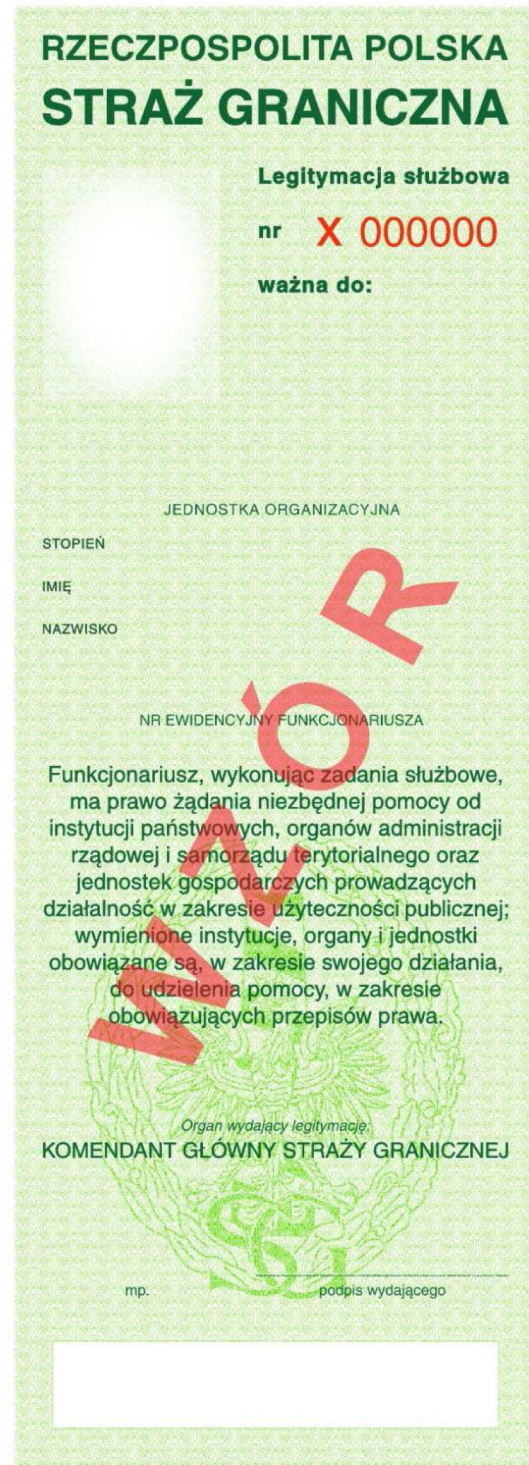 RZECZPOSPOLITA POLSKA
STRAŻ GRANICZNA
Legitymacja służbowa
nr X 000000
ważna do:
JEDNOSTKA ORGANIZACYJNA
STOPIEŃ
IMIĘ
NAZWISKO
NR EWIDENCYJNY FUNKCJONARIUSZA
Funkcjonariusz, wykonując zadania służbowe,
ma prawo żądania niezbędnej pomocy od
instytucji państwowych, organów administracji
rządowej i samorządu terytorialnego oraz
jednostek gospodarczych prowadzących
działalność w zakresie użyteczności publicznej;
wymienione instytucje, organy i jednostki
obowiązane są, w zakresie swojego działania,
do udzielenia pomocy, w zakresie
obowiązujących przepisów prawa.
WZÓR
Organ wydający legitymację:
KOMENDANT GŁÓWNY STRAŻY GRANICZNEJ
SG
mp. podpis wydającego